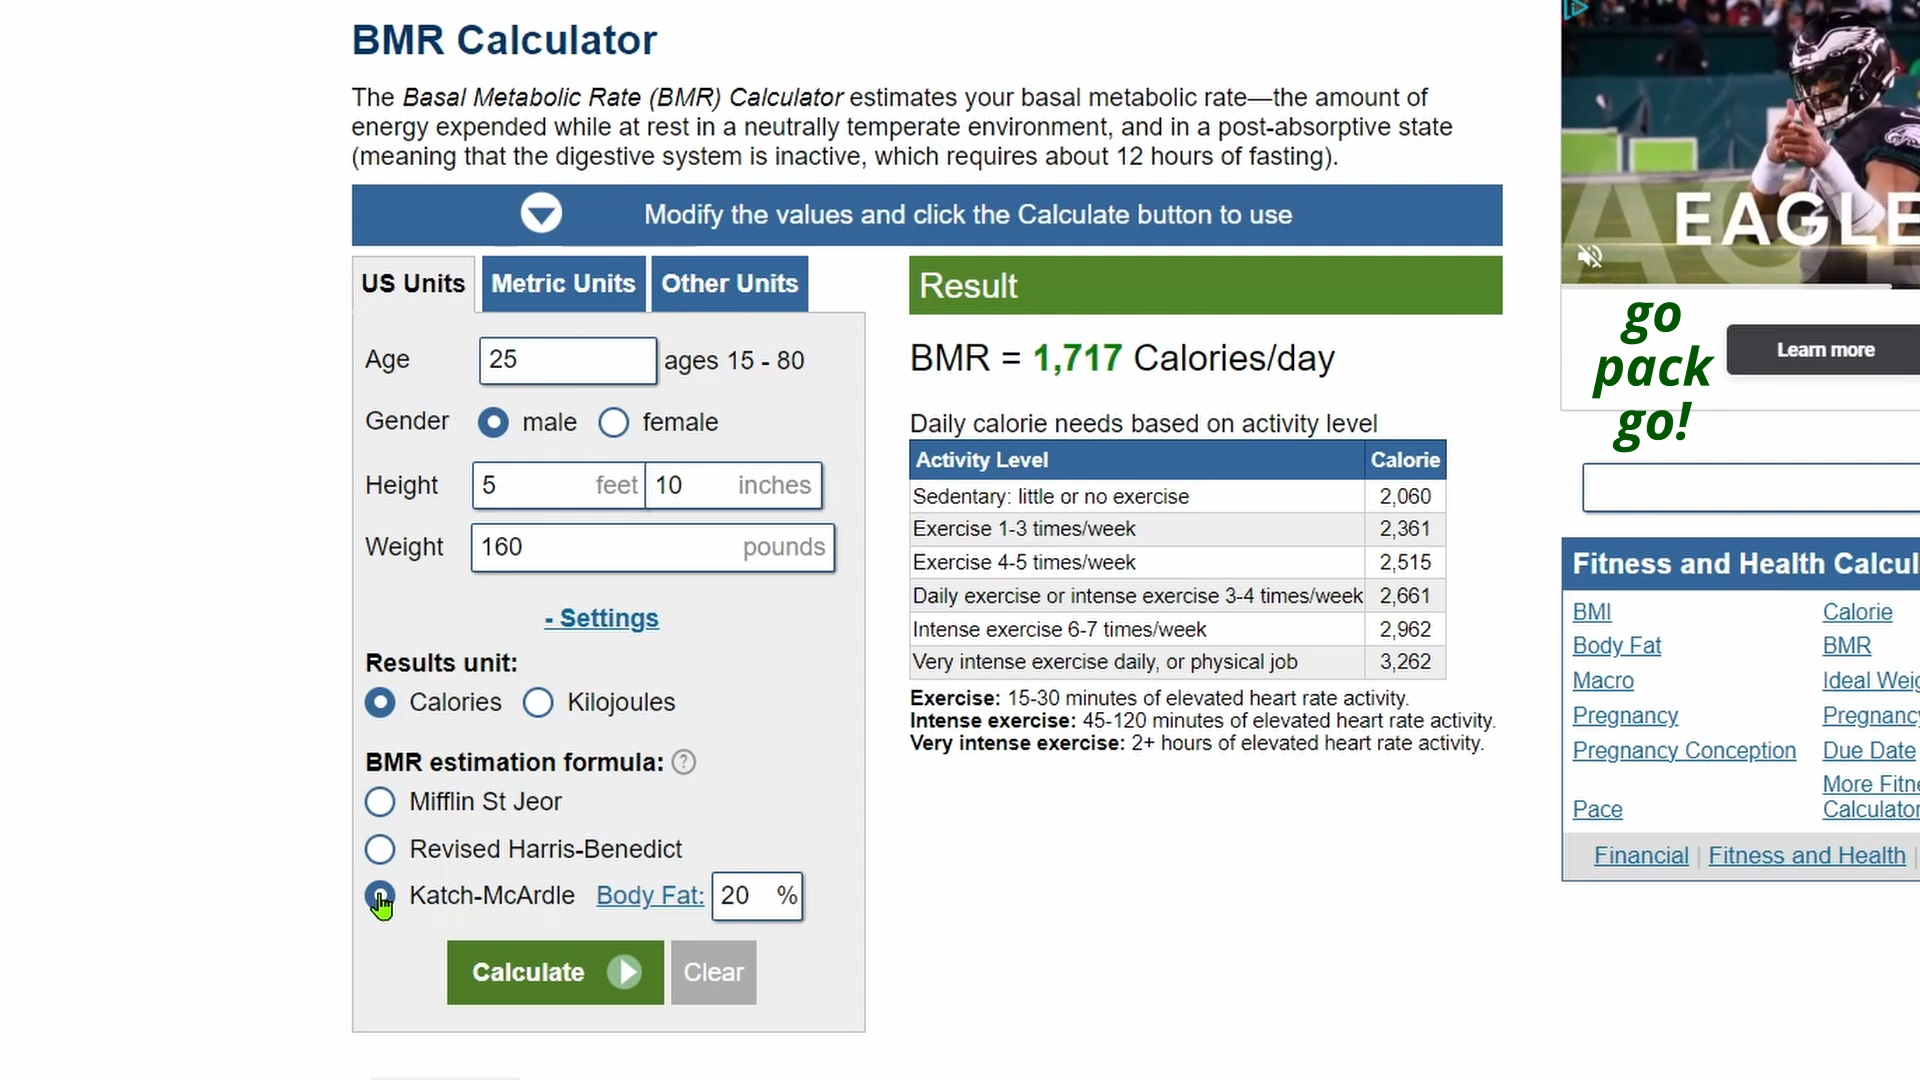 BMR Calculator
The Basal Metabolic Rate (BMR) Calculator estimates your basal metabolic rate—the amount of
energy expended while at rest in a neutrally temperate environment, and in a post-absorptive state
(meaning that the digestive system is inactive, which requires about 12 hours of fasting).
Modify the values and click the Calculate button to use
US Units Metric Units Other Units
Age 25 ages 15 - 80
Gender male female
Height 5 feet 10 inches
Weight 160 pounds
- Settings
Results unit:
Calories Kilojoules
BMR estimation formula: ?
Mifflin St Jeor
Revised Harris-Benedict
Katch-McArdle Body Fat: 20 %
Calculate Clear
Result
BMR = 1,717 Calories/day
Daily calorie needs based on activity level
Activity Level Calorie
Sedentary: little or no exercise 2,060
Exercise 1-3 times/week 2,361
Exercise 4-5 times/week 2,515
Daily exercise or intense exercise 3-4 times/week 2,661
Intense exercise 6-7 times/week 2,962
Very intense exercise daily, or physical job 3,262
Exercise: 15-30 minutes of elevated heart rate activity.
Intense exercise: 45-120 minutes of elevated heart rate activity.
Very intense exercise: 2+ hours of elevated heart rate activity.
EAGLE
go
pack
go!
Learn more
Fitness and Health Calcul
BMI Calorie
Body Fat BMR
Macro Ideal Weig
Pregnancy Pregnancy
Pregnancy Conception Due Date
Pace More Fitne
Calculator
Financial | Fitness and Health |